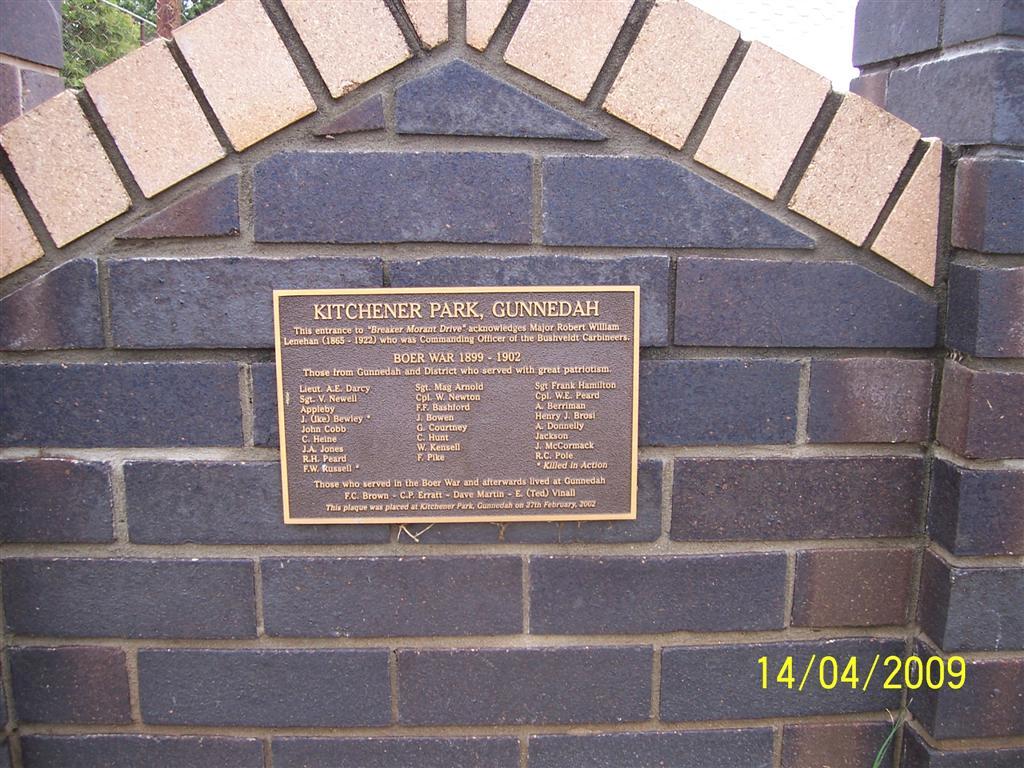 KITCHENER PARK, GUNNEDAH
This entrance to "Breaker Morant Drive" acknowledges Major Robert William
Lenehan (1865 - 1922) who was Commanding Officer of the Bushveldt Carbineers.
BOER WAR 1899 - 1902
Those from Gunnedah and District who served with great patriotism.
Lieut. A.E. Darcy
Sgt. V. Newell
Appleby
J. (Ike) Bewley *
John Cobb
C. Heine
J.A. Jones
R.H. Peard
F.W. Russell *
Sgt. Mag Arnold
Cpl. W. Newton
F.F. Bashford
J. Bowen
G. Courtney
C. Hunt
W. Kensell
F. Pike
Sgt Frank Hamilton
Cpl. W.E. Peard
A. Berriman
Henry J. Brosi
A. Donnelly
Jackson
J. McCormack
R.C. Pole
* Killed in Action
Those who served in the Boer War and afterwards lived at Gunnedah
F.C. Brown - C.P. Erratt - Dave Martin - E. (Ted) Vinall
This plaque was placed at Kitchener Park, Gunnedah on 27th February, 2002
14/04/2009